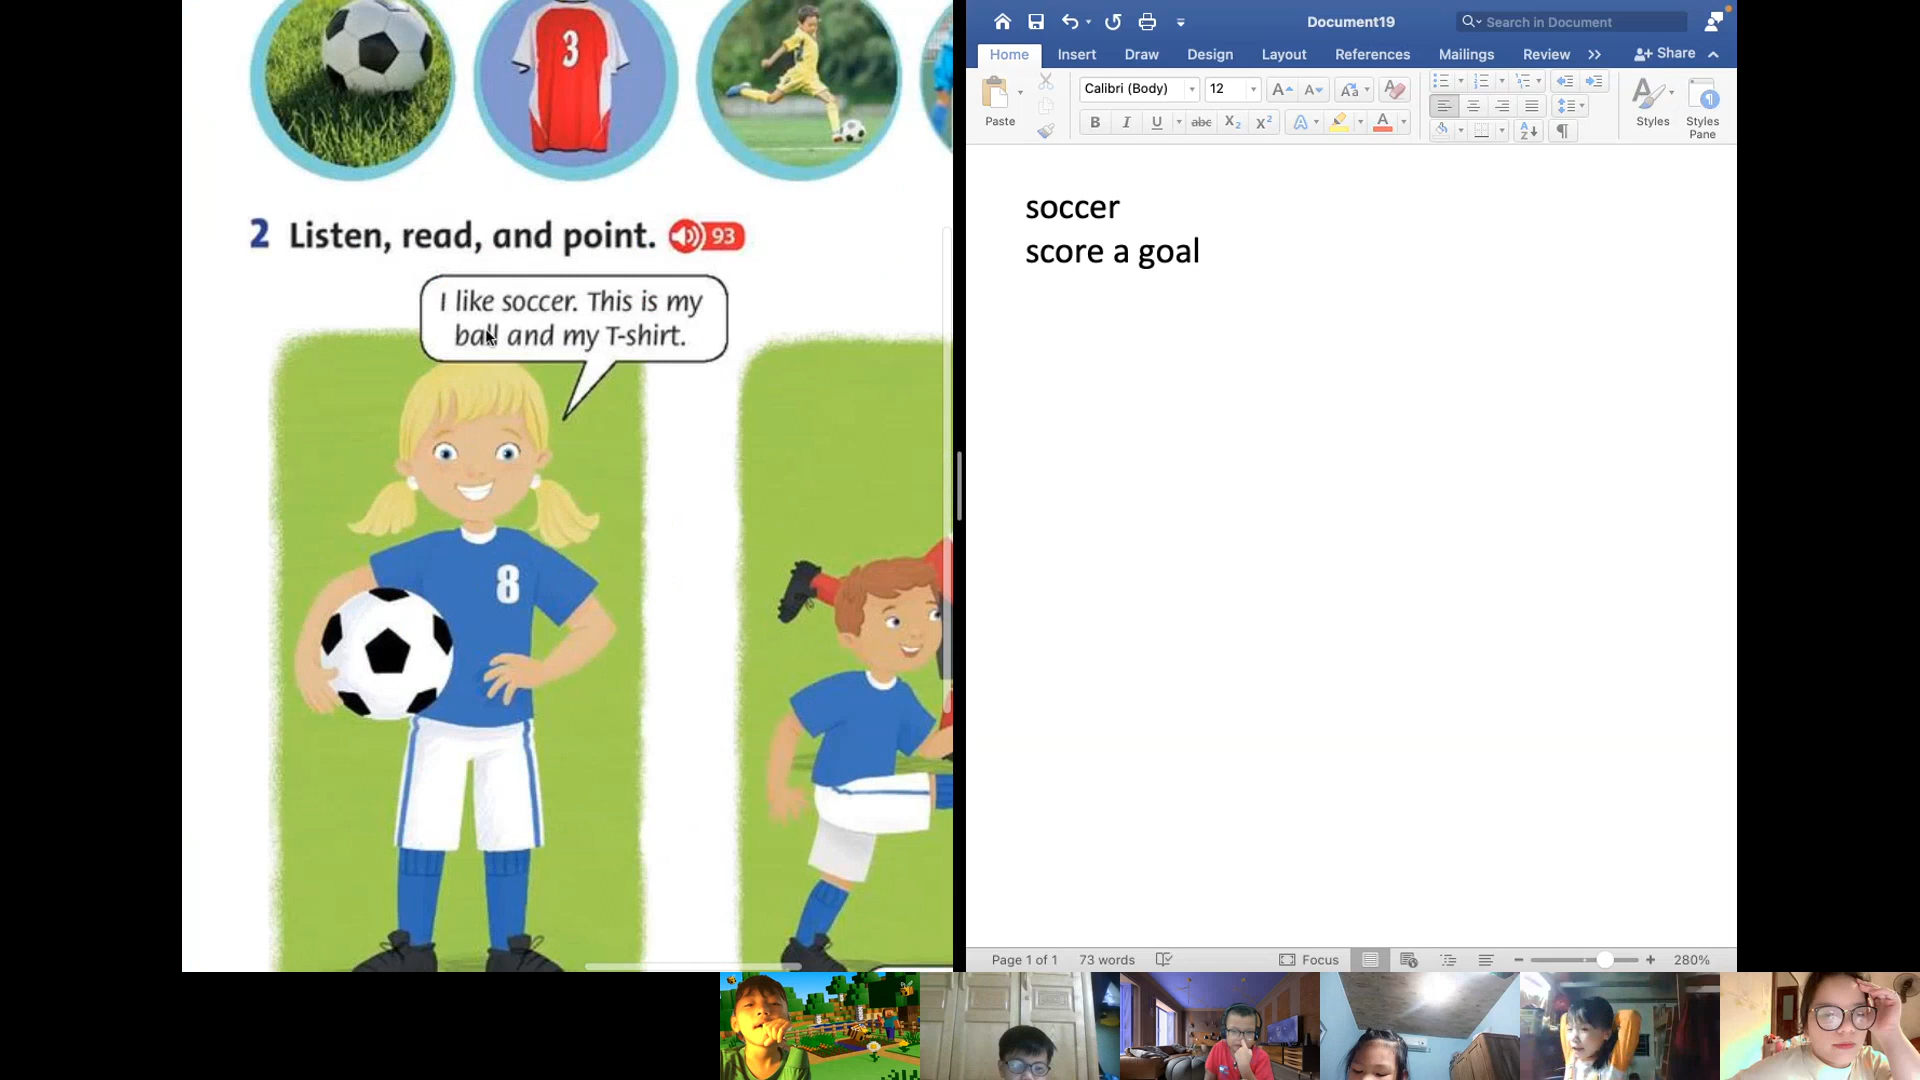 3
2 Listen, read, and point. 93
I like soccer. This is my
ball and my T-shirt.
8
Document19
Search in Document
Home Insert Draw Design Layout References Mailings Review >> Share
Paste
Calibri (Body) 12
Styles
Styles
Pane
soccer
score a goal
Page 1 of 1 73 words Focus 280%